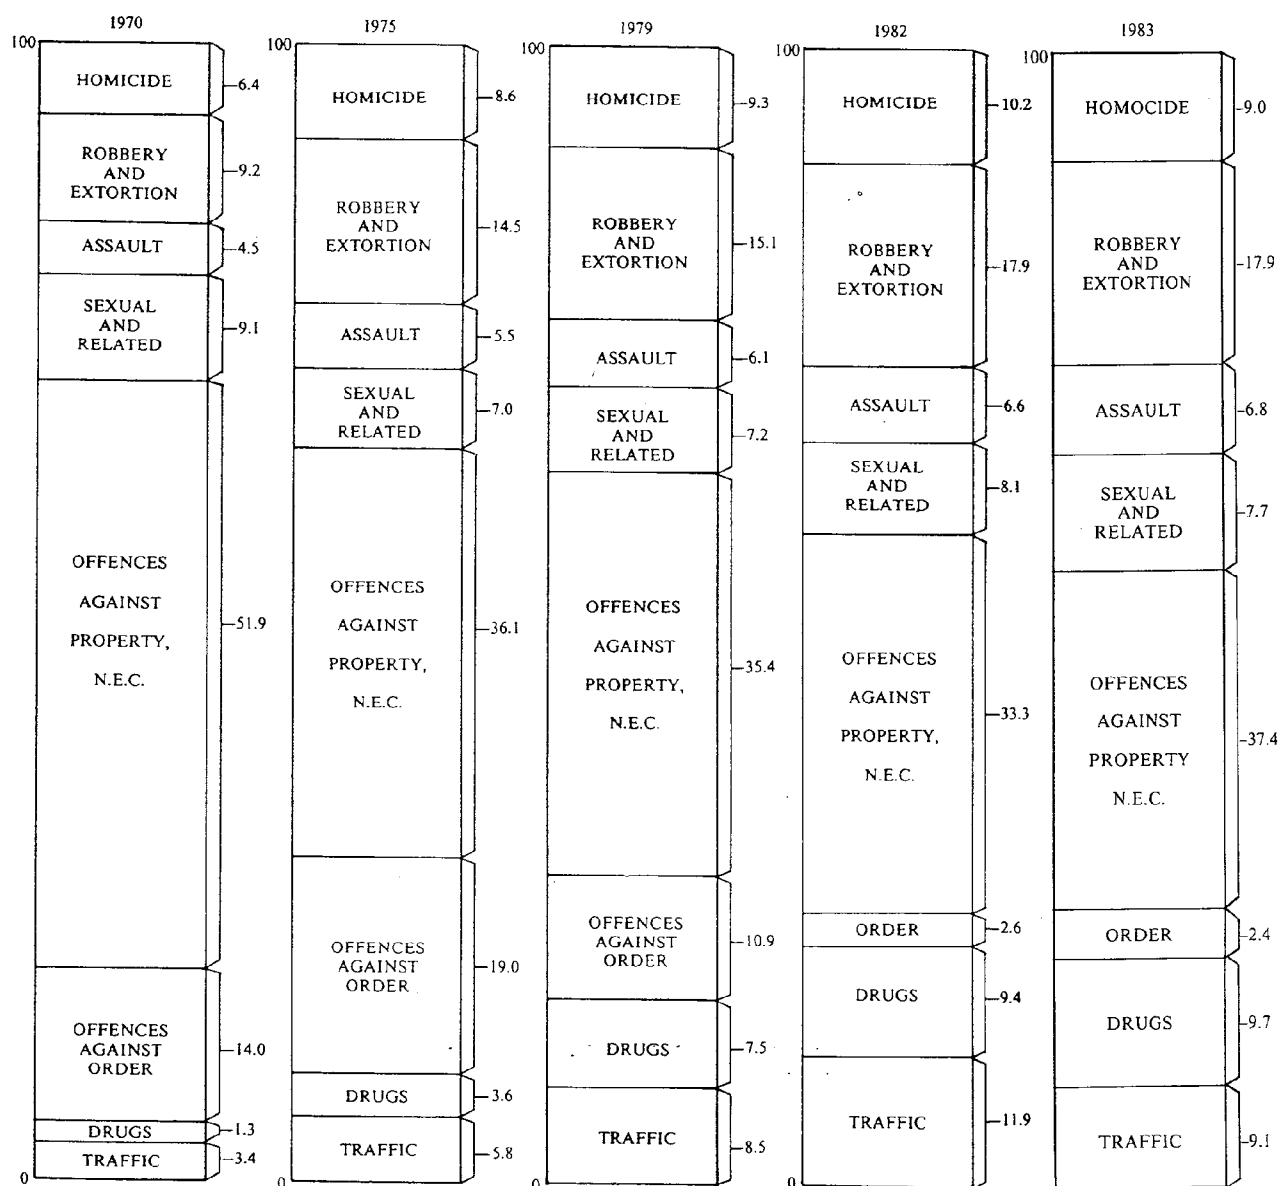 1970
100
HOMICIDE
6.4
ROBBERY
AND
EXTORTION
9.2
ASSAULT
4.5
SEXUAL
AND
RELATED
9.1
OFFENCES
AGAINST
PROPERTY,
N.E.C.
51.9
OFFENCES
AGAINST
ORDER
14.0
DRUGS
1.3
TRAFFIC
3.4
0
1975
100
HOMICIDE
8.6
ROBBERY
AND
EXTORTION
14.5
ASSAULT
5.5
SEXUAL
AND
RELATED
7.0
OFFENCES
AGAINST
PROPERTY,
N.E.C.
36.1
OFFENCES
AGAINST
ORDER
19.0
DRUGS
3.6
TRAFFIC
5.8
0
1979
100
HOMICIDE
9.3
ROBBERY
AND
EXTORTION
15.1
ASSAULT
6.1
SEXUAL
AND
RELATED
7.2
OFFENCES
AGAINST
PROPERTY,
N.E.C.
35.4
OFFENCES
AGAINST
ORDER
10.9
DRUGS
7.5
TRAFFIC
8.5
0
1982
100
HOMICIDE
10.2
ROBBERY
AND
EXTORTION
17.9
ASSAULT
6.6
SEXUAL
AND
RELATED
8.1
OFFENCES
AGAINST
PROPERTY,
N.E.C.
33.3
ORDER
2.6
DRUGS
9.4
TRAFFIC
11.9
0
1983
100
HOMOCIDE
9.0
ROBBERY
AND
EXTORTION
17.9
ASSAULT
6.8
SEXUAL
AND
RELATED
7.7
OFFENCES
AGAINST
PROPERTY
N.E.C.
37.4
ORDER
2.4
DRUGS
9.7
TRAFFIC
9.1
0